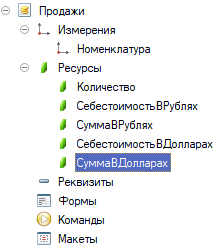 Продажи
Измерения
Номенклатура
Ресурсы
Количество
СебестоимостьВРублях
СуммаВРублях
СебестоимостьВДолларах
СуммаВДолларах
Реквизиты
Формы
Команды
Макеты